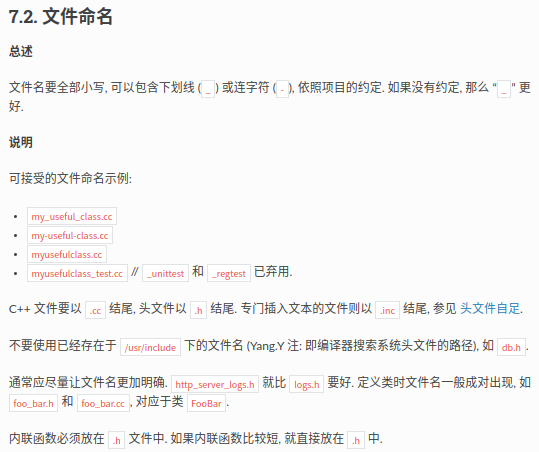 7.2. 文件命名
总述
文件名要全部小写, 可以包含下划线 (_) 或连字符 (-), 依照项目的约定. 如果没有约定, 那么 “_” 更
好.
说明
可接受的文件命名示例:
• my_useful_class.cc
• my-useful-class.cc
• myusefulclass.cc
• myusefulclass_test.cc // _unittest 和 _regtest 已弃用.
C++ 文件要以 .cc 结尾, 头文件以 .h 结尾. 专门插入文本的文件则以 .inc 结尾, 参见 头文件自足.
不要使用已经存在于 /usr/include 下的文件名 (Yang.Y 注: 即编译器搜索系统头文件的路径), 如 db.h.
通常应尽量让文件名更加明确. http_server_logs.h 就比 logs.h 要好. 定义类时文件名一般成对出现, 如
foo_bar.h 和 foo_bar.cc, 对应于类 FooBar.
内联函数必须放在 .h 文件中. 如果内联函数比较短, 就直接放在 .h 中.